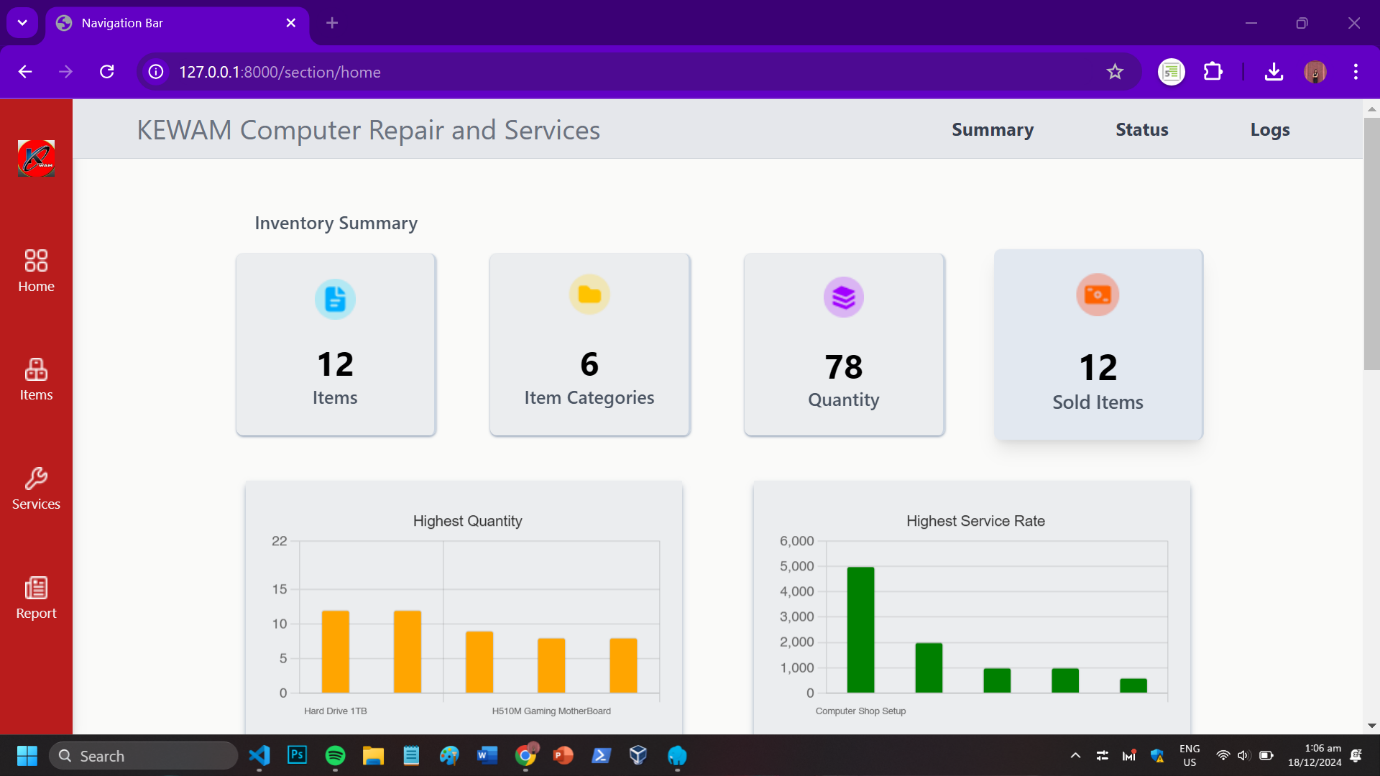 Navigation Bar
127.0.0.1:8000/section/home
KEWAM Computer Repair and Services
Summary
Status
Logs
Home
Items
Services
Report
Inventory Summary
12
Items
6
Item Categories
78
Quantity
12
Sold Items
Highest Quantity
22
15
10
5
0
Hard Drive 1TB
H510M Gaming MotherBoard
Highest Service Rate
6,000
5,000
4,000
3,000
2,000
1,000
0
Computer Shop Setup
Search
ENG
US
1:06 am
18/12/2024